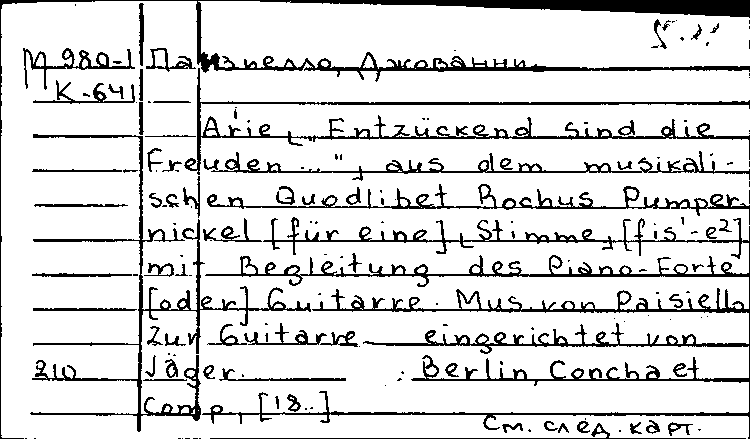 М 980-1 Паизиелло, Джованни.
К-641
Arie ⌊„Entzückend sind die
Freuden..."⌋ aus dem musikali-
schen Quodlibet Rochus Pumper
nickel [für eine] ⌊Stimme⌋ [fis'-e²]
mit Begleitung des Piano-Forte
[oder] Guitarre. Mus. von Paisiello
Zur Guitarre eingerichtet von
210 Jäger. Berlin, Concha et
Comp., [18..]
См. след. карт.